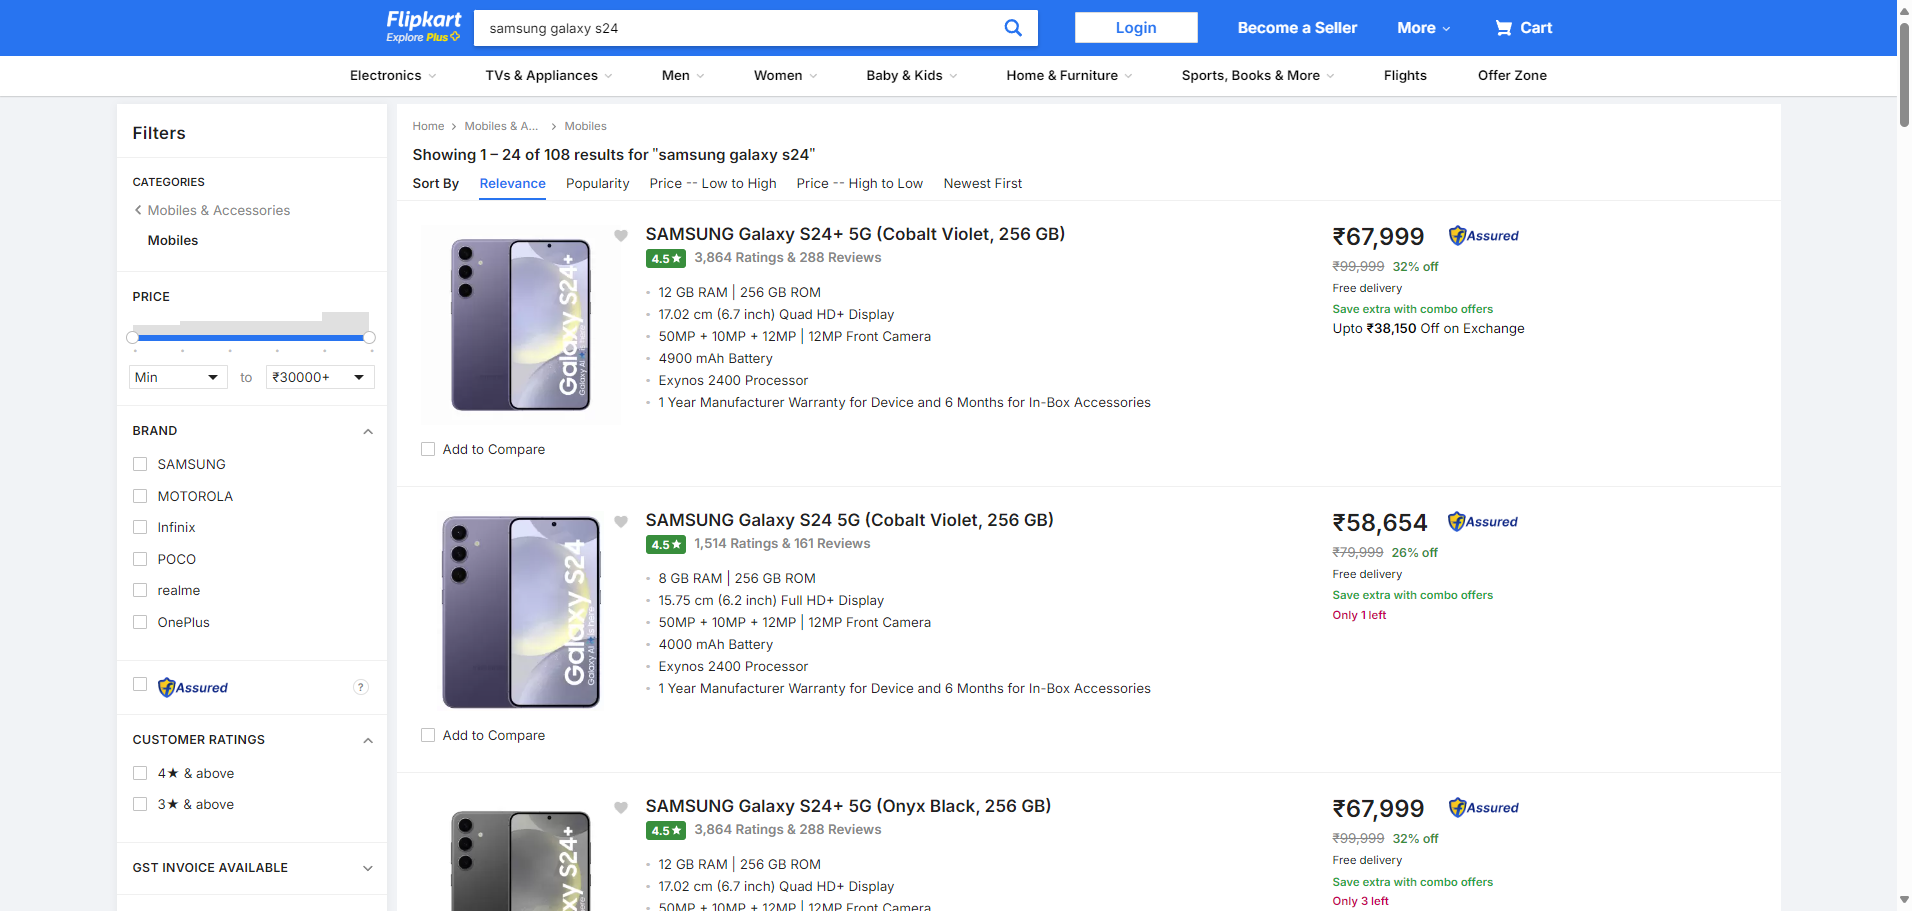 Flipkart
Explore Plus
samsung galaxy s24
Login
Become a Seller
More
Cart
Electronics
TVs & Appliances
Men
Women
Baby & Kids
Home & Furniture
Sports, Books & More
Flights
Offer Zone
Filters
CATEGORIES
Mobiles & Accessories
Mobiles
PRICE
Min
to
₹30000+
BRAND
SAMSUNG
MOTOROLA
Infinix
POCO
realme
OnePlus
Assured
?
CUSTOMER RATINGS
4★ & above
3★ & above
GST INVOICE AVAILABLE
Home
Mobiles & A...
Mobiles
Showing 1 – 24 of 108 results for "samsung galaxy s24"
Sort By
Relevance
Popularity
Price -- Low to High
Price -- High to Low
Newest First
Galaxy S24+
SAMSUNG Galaxy S24+ 5G (Cobalt Violet, 256 GB)
4.5★ 3,864 Ratings & 288 Reviews
12 GB RAM | 256 GB ROM
17.02 cm (6.7 inch) Quad HD+ Display
50MP + 10MP + 12MP | 12MP Front Camera
4900 mAh Battery
Exynos 2400 Processor
1 Year Manufacturer Warranty for Device and 6 Months for In-Box Accessories
₹67,999
Assured
₹99,999 32% off
Free delivery
Save extra with combo offers
Upto ₹38,150 Off on Exchange
Add to Compare
Galaxy S24
Galaxy AI is here
SAMSUNG Galaxy S24 5G (Cobalt Violet, 256 GB)
4.5★ 1,514 Ratings & 161 Reviews
8 GB RAM | 256 GB ROM
15.75 cm (6.2 inch) Full HD+ Display
50MP + 10MP + 12MP | 12MP Front Camera
4000 mAh Battery
Exynos 2400 Processor
1 Year Manufacturer Warranty for Device and 6 Months for In-Box Accessories
₹58,654
Assured
₹79,999 26% off
Free delivery
Save extra with combo offers
Only 1 left
Add to Compare
SAMSUNG Galaxy S24+ 5G (Onyx Black, 256 GB)
4.5★ 3,864 Ratings & 288 Reviews
12 GB RAM | 256 GB ROM
17.02 cm (6.7 inch) Quad HD+ Display
50MP + 10MP + 12MP | 12MP Front Camera
₹67,999
Assured
₹99,999 32% off
Free delivery
Save extra with combo offers
Only 3 left